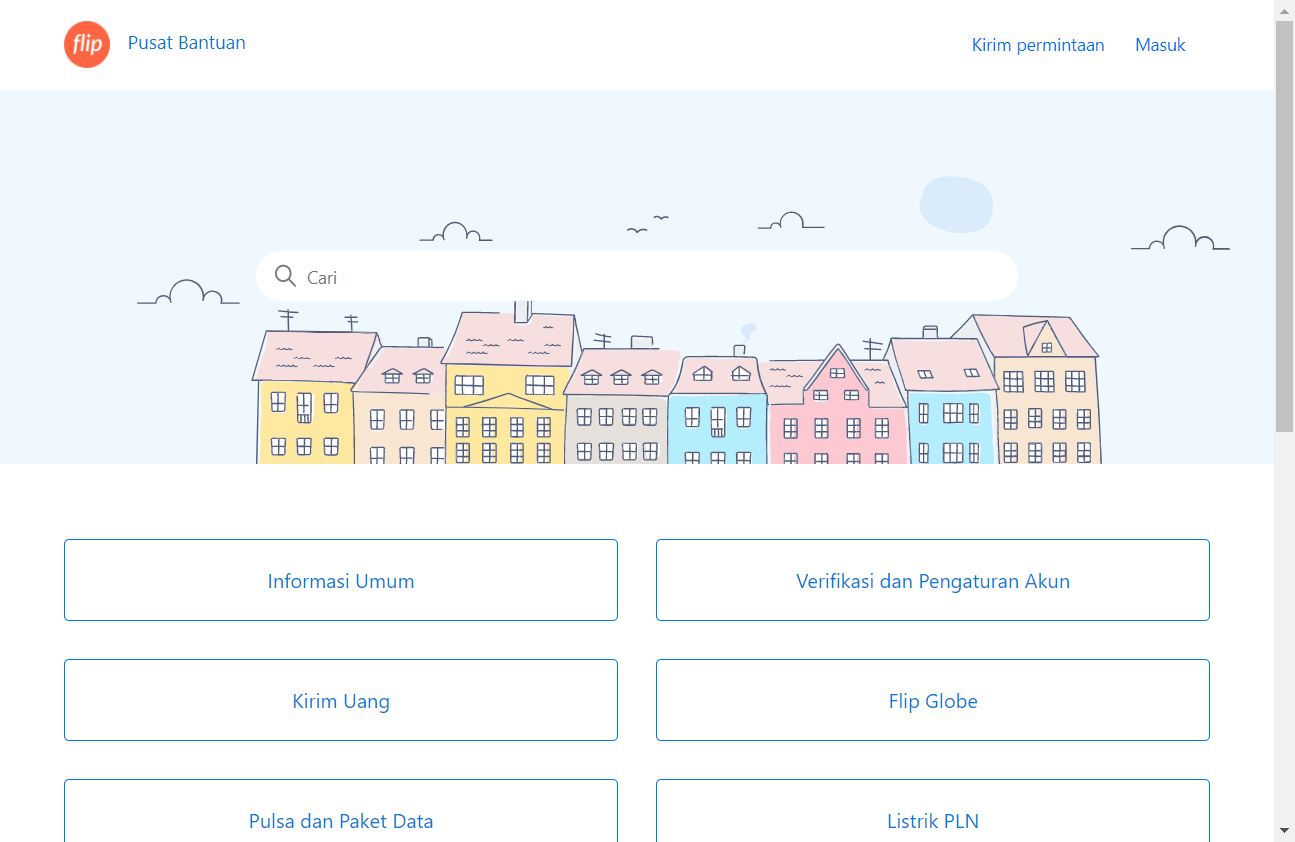 flip
Pusat Bantuan
Kirim permintaan
Masuk
Cari
Informasi Umum
Verifikasi dan Pengaturan Akun
Kirim Uang
Flip Globe
Pulsa dan Paket Data
Listrik PLN